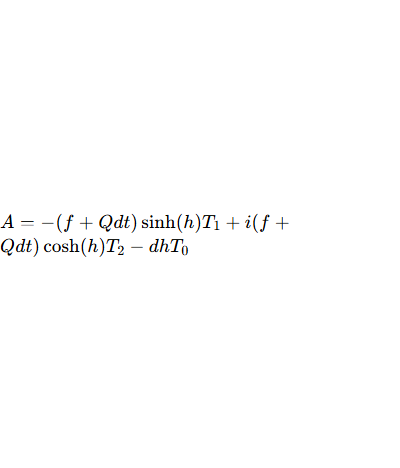 A = −(f + Qdt) sinh(h)T₁ + i(f +
Qdt) cosh(h)T₂ − dhT₀